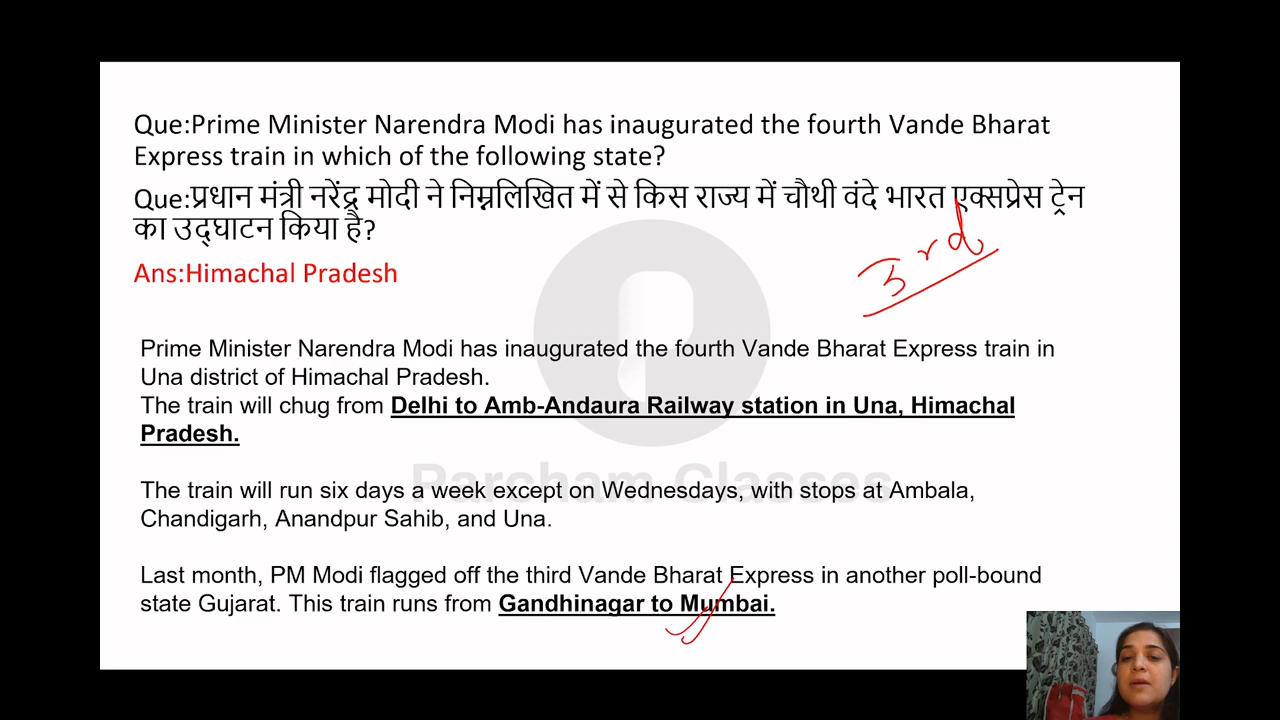 Que:Prime Minister Narendra Modi has inaugurated the fourth Vande Bharat
Express train in which of the following state?
Que:प्रधान मंत्री नरेंद्र मोदी ने निम्नलिखित में से किस राज्य में चौथी वंदे भारत एक्सप्रेस ट्रेन
का उद्घाटन किया है?
Ans:Himachal Pradesh
3rd
Prime Minister Narendra Modi has inaugurated the fourth Vande Bharat Express train in
Una district of Himachal Pradesh.
The train will chug from Delhi to Amb-Andaura Railway station in Una, Himachal
Pradesh.
Parcham Classes
The train will run six days a week except on Wednesdays, with stops at Ambala,
Chandigarh, Anandpur Sahib, and Una.
Last month, PM Modi flagged off the third Vande Bharat Express in another poll-bound
state Gujarat. This train runs from Gandhinagar to Mumbai.